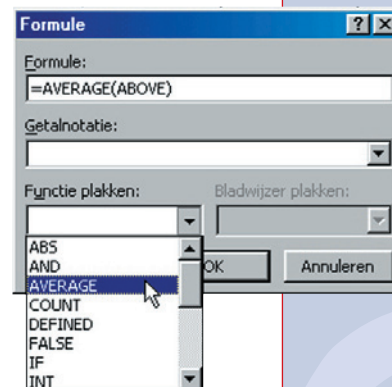 Formule
Formule:
=AVERAGE(ABOVE)
Getalnotatie:
Functie plakken: Bladwijzer plakken:
ABS
AND
AVERAGE
COUNT
DEFINED
FALSE
IF
INT
OK Annuleren